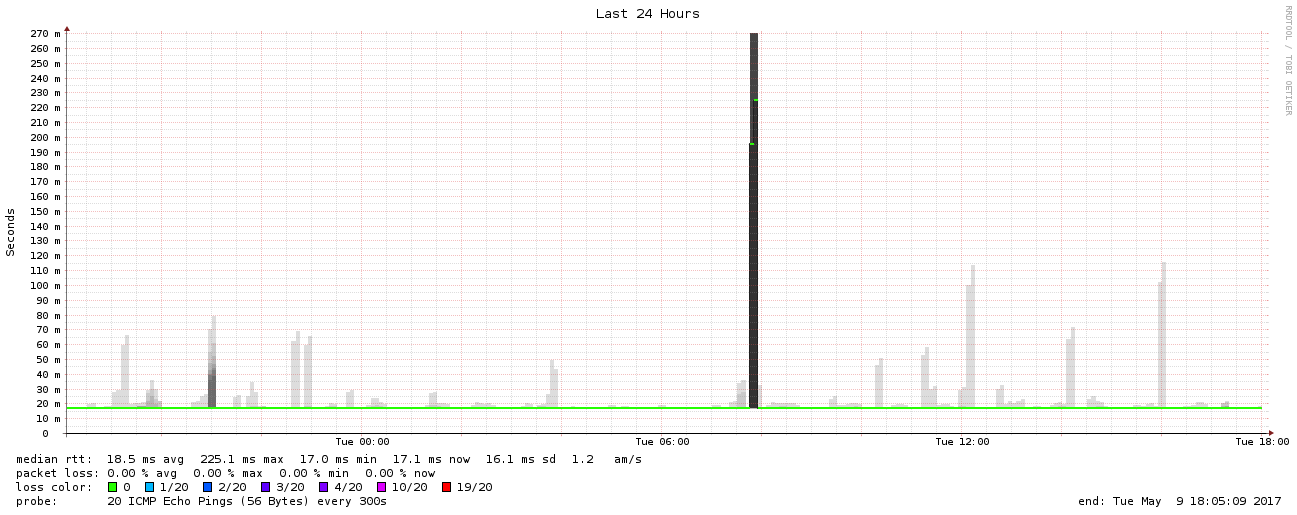 Last 24 Hours
RRDTOOL / TOBI OETIKER
Seconds
270 m
260 m
250 m
240 m
230 m
220 m
210 m
200 m
190 m
180 m
170 m
160 m
150 m
140 m
130 m
120 m
110 m
100 m
90 m
80 m
70 m
60 m
50 m
40 m
30 m
20 m
10 m
0
Tue 00:00 Tue 06:00 Tue 12:00 Tue 18:00
median rtt: 18.5 ms avg 225.1 ms max 17.0 ms min 17.1 ms now 16.1 ms sd 1.2 am/s
packet loss: 0.00 % avg 0.00 % max 0.00 % min 0.00 % now
loss color: 0 1/20 2/20 3/20 4/20 10/20 19/20
probe: 20 ICMP Echo Pings (56 Bytes) every 300s end: Tue May 9 18:05:09 2017